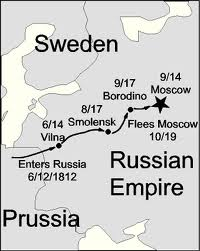 Sweden
9/14
Moscow
9/17
Borodino
8/17
Smolensk
6/14
Vilna
Flees Moscow
10/19
Enters Russia
6/12/1812
Russian
Empire
Prussia